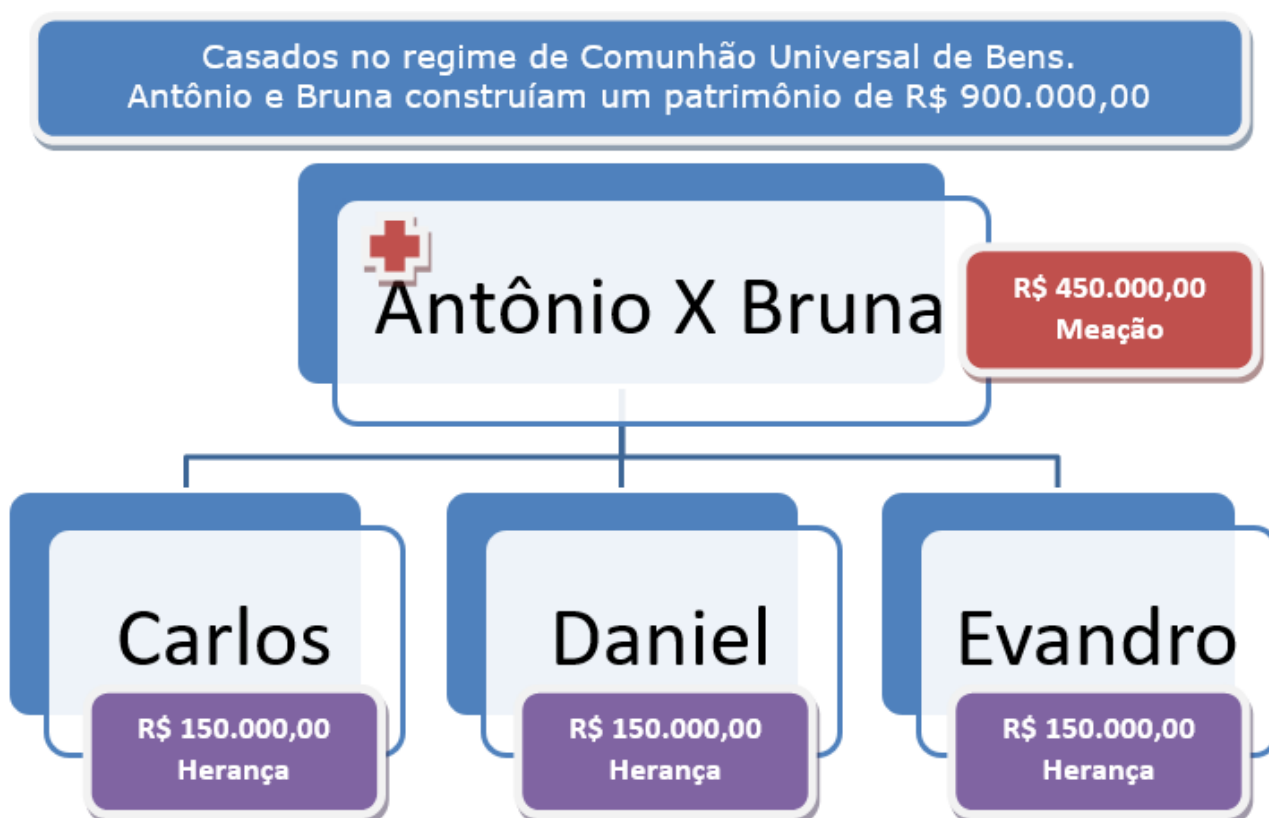 Casados no regime de Comunhão Universal de Bens.
Antônio e Bruna construíam um patrimônio de R$ 900.000,00
Antônio X Bruna
R$ 450.000,00
Meação
Carlos
R$ 150.000,00
Herança
Daniel
R$ 150.000,00
Herança
Evandro
R$ 150.000,00
Herança